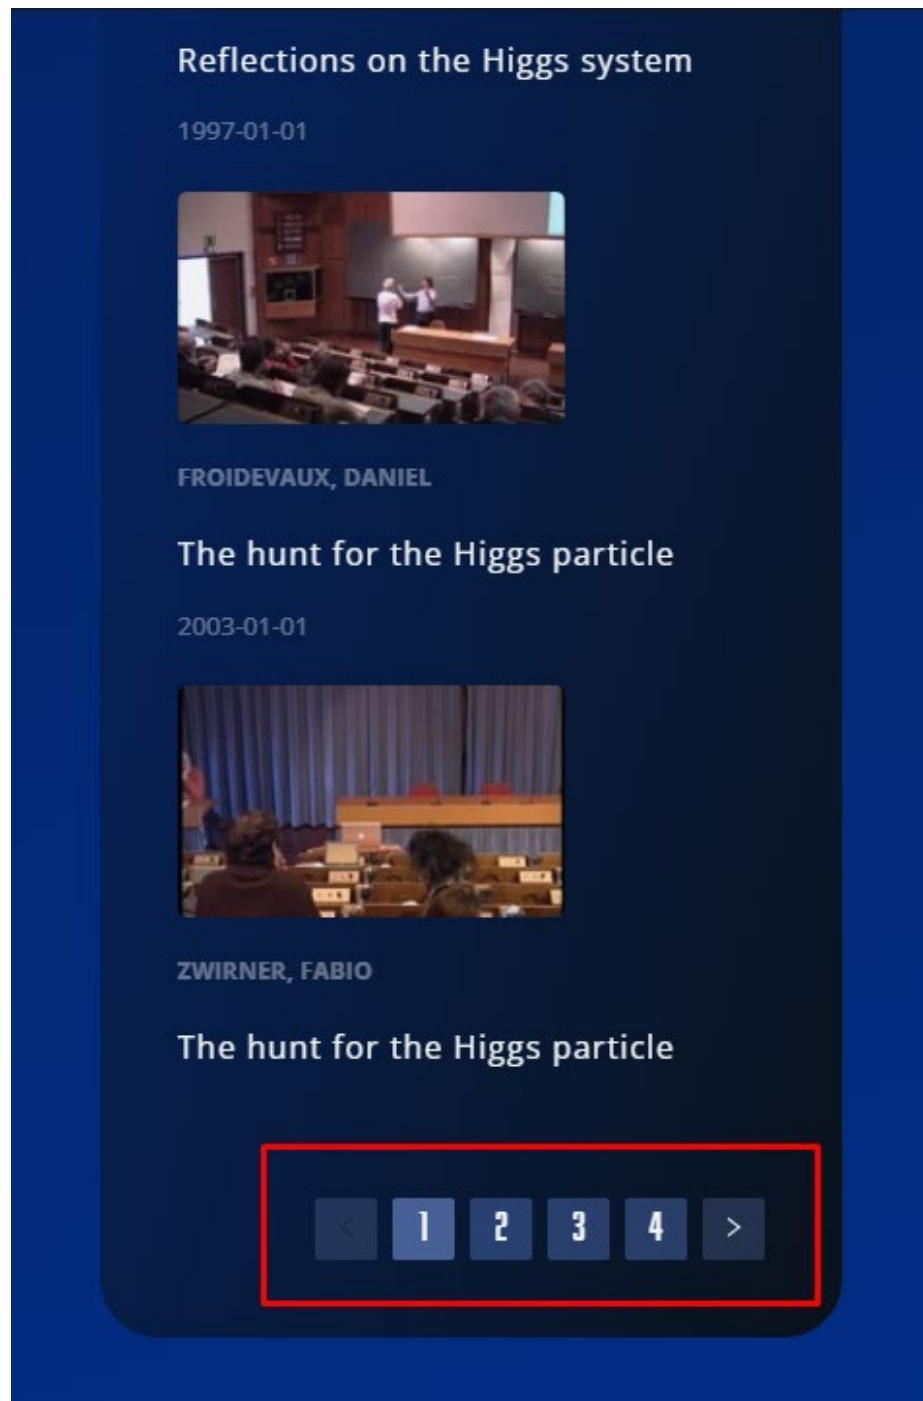 Reflections on the Higgs system
1997-01-01
FROIDEVAUX, DANIEL
The hunt for the Higgs particle
2003-01-01
ZWIRNER, FABIO
The hunt for the Higgs particle
< 1 2 3 4 >